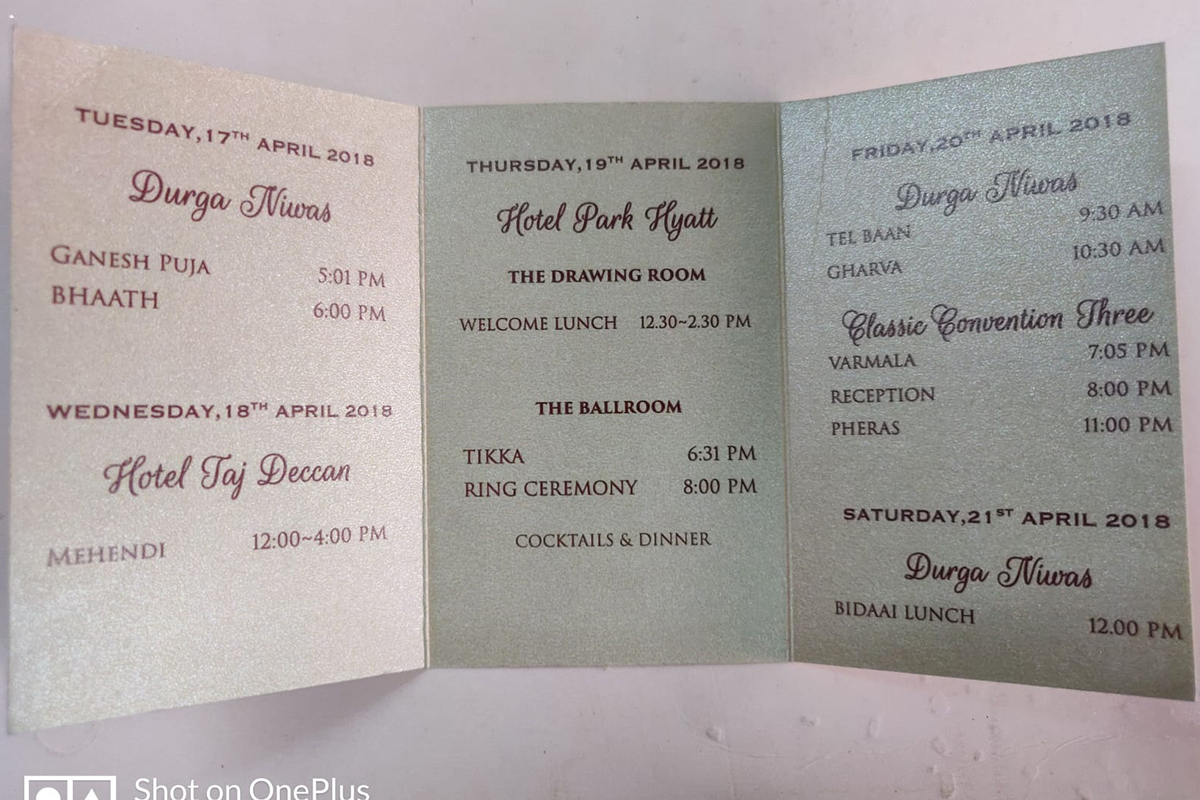 TUESDAY,17TH APRIL 2018
Durga Niwas
GANESH PUJA 5:01 PM
BHAATH 6:00 PM
WEDNESDAY,18TH APRIL 2018
Hotel Taj Deccan
MEHENDI 12:00~4:00 PM
THURSDAY,19TH APRIL 2018
Hotel Park Hyatt
THE DRAWING ROOM
WELCOME LUNCH 12.30~2.30 PM
THE BALLROOM
TIKKA 6:31 PM
RING CEREMONY 8:00 PM
COCKTAILS & DINNER
FRIDAY,20TH APRIL 2018
Durga Niwas
TEL BAAN 9:30 AM
GHARVA 10:30 AM
Classic Convention Three
VARMALA 7:05 PM
RECEPTION 8:00 PM
PHERAS 11:00 PM
SATURDAY,21ST APRIL 2018
Durga Niwas
BIDAAI LUNCH 12.00 PM
Shot on OnePlus